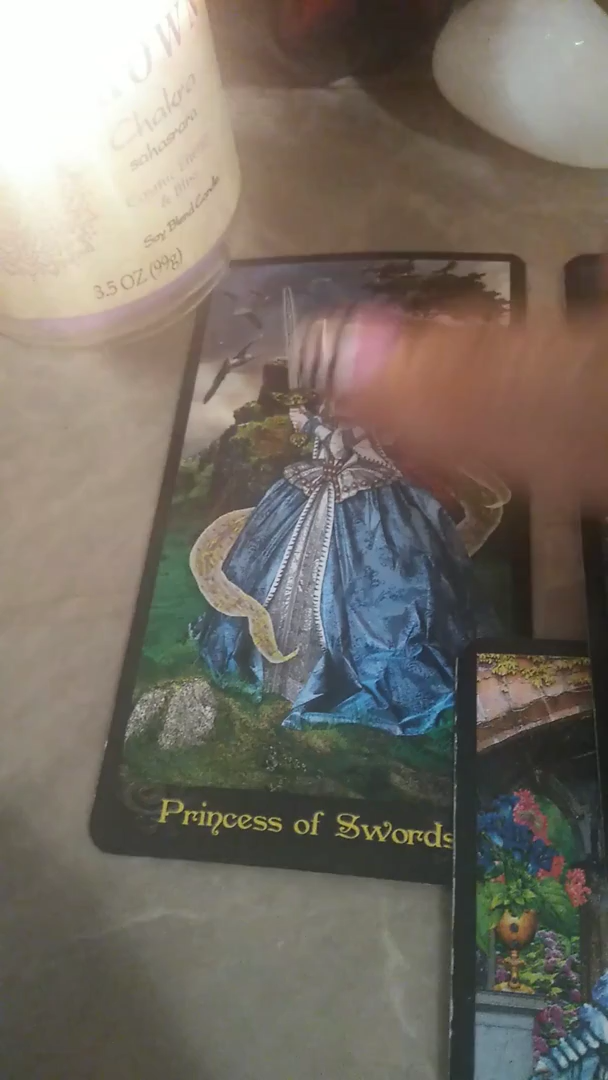 Chakra
sahasrara
Soy Blend Candle
3.5 OZ (99g)
Princess of Swords